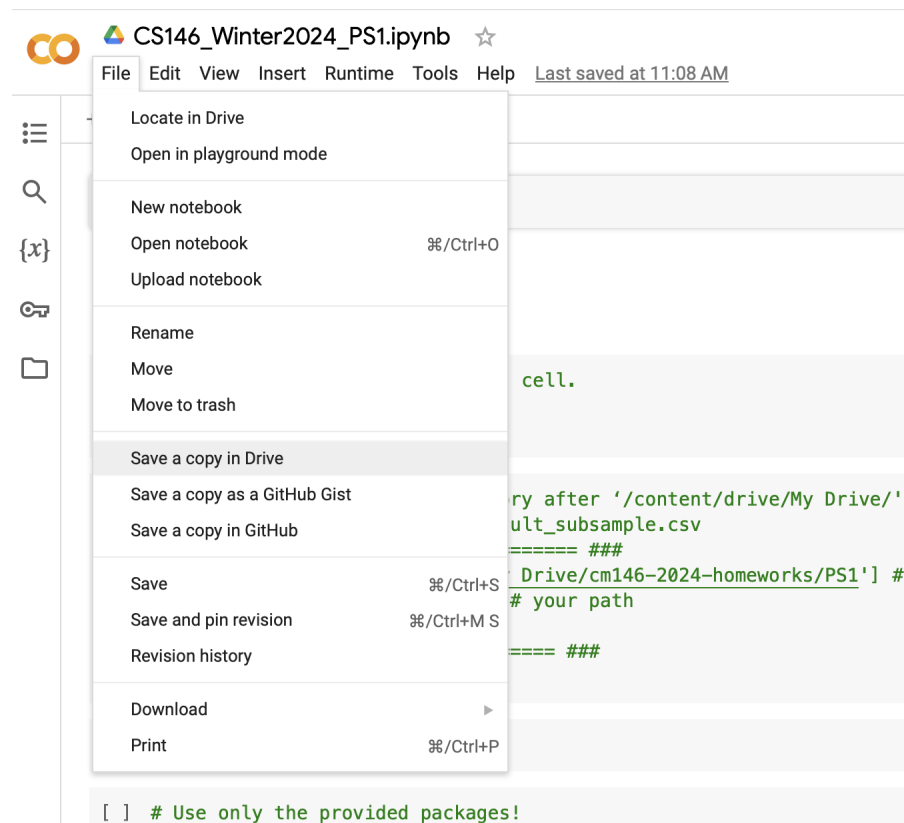 CS146_Winter2024_PS1.ipynb
File Edit View Insert Runtime Tools Help Last saved at 11:08 AM
Locate in Drive
Open in playground mode
New notebook
Open notebook ⌘/Ctrl+O
Upload notebook
Rename
Move
cell.
Move to trash
Save a copy in Drive
Save a copy as a GitHub Gist
ry after ‘/content/drive/My Drive/'
Save a copy in GitHub
ult_subsample.csv
====== ###
Save ⌘/Ctrl+S
Drive/cm146-2024-homeworks/PS1'] #
Save and pin revision ⌘/Ctrl+M S
# your path
Revision history
==== ###
Download
Print ⌘/Ctrl+P
{x}
[ ] # Use only the provided packages!